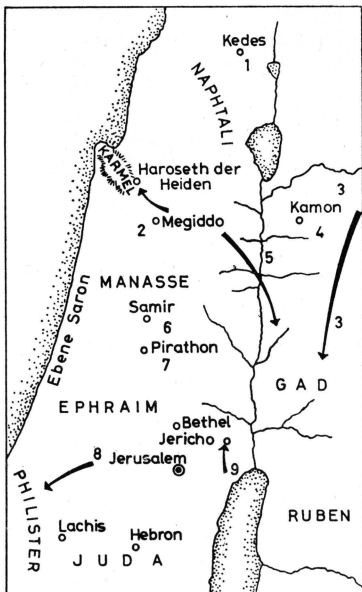 Kedes
1
NAPHTALI
KARMEL
Haroseth der
Heiden
3
Kamon
4
2
Megiddo
5
MANASSE
Ebene Saron
Samir
6
3
Pirathon
7
GAD
EPHRAIM
Bethel
Jericho
8
Jerusalem
9
PHILISTER
RUBEN
Lachis
Hebron
JUDA